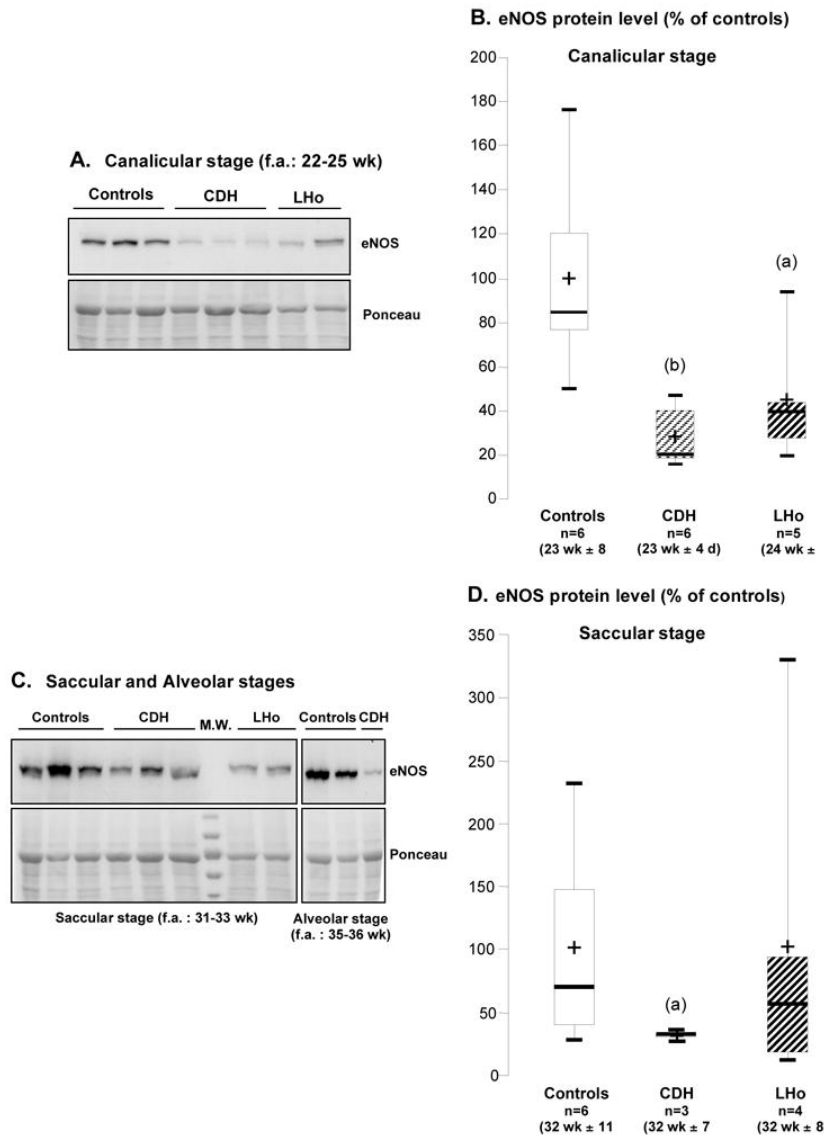 A. Canalicular stage (f.a.: 22-25 wk)
Controls CDH LHo
eNOS
Ponceau
B. eNOS protein level (% of controls)
Canalicular stage
200
180
160
140
120
100
80
60
40
20
0
(b)
(a)
Controls CDH LHo
n=6 n=6 n=5
(23 wk ± 8 (23 wk ± 4 d) (24 wk ±
C. Saccular and Alveolar stages
Controls CDH M.W. LHo Controls CDH
eNOS
Ponceau
Saccular stage (f.a. : 31-33 wk) Alveolar stage
(f.a. : 35-36 wk)
D. eNOS protein level (% of controls)
Saccular stage
350
300
250
200
150
100
50
0
(a)
Controls CDH LHo
n=6 n=3 n=4
(32 wk ± 11 (32 wk ± 7 (32 wk ± 8